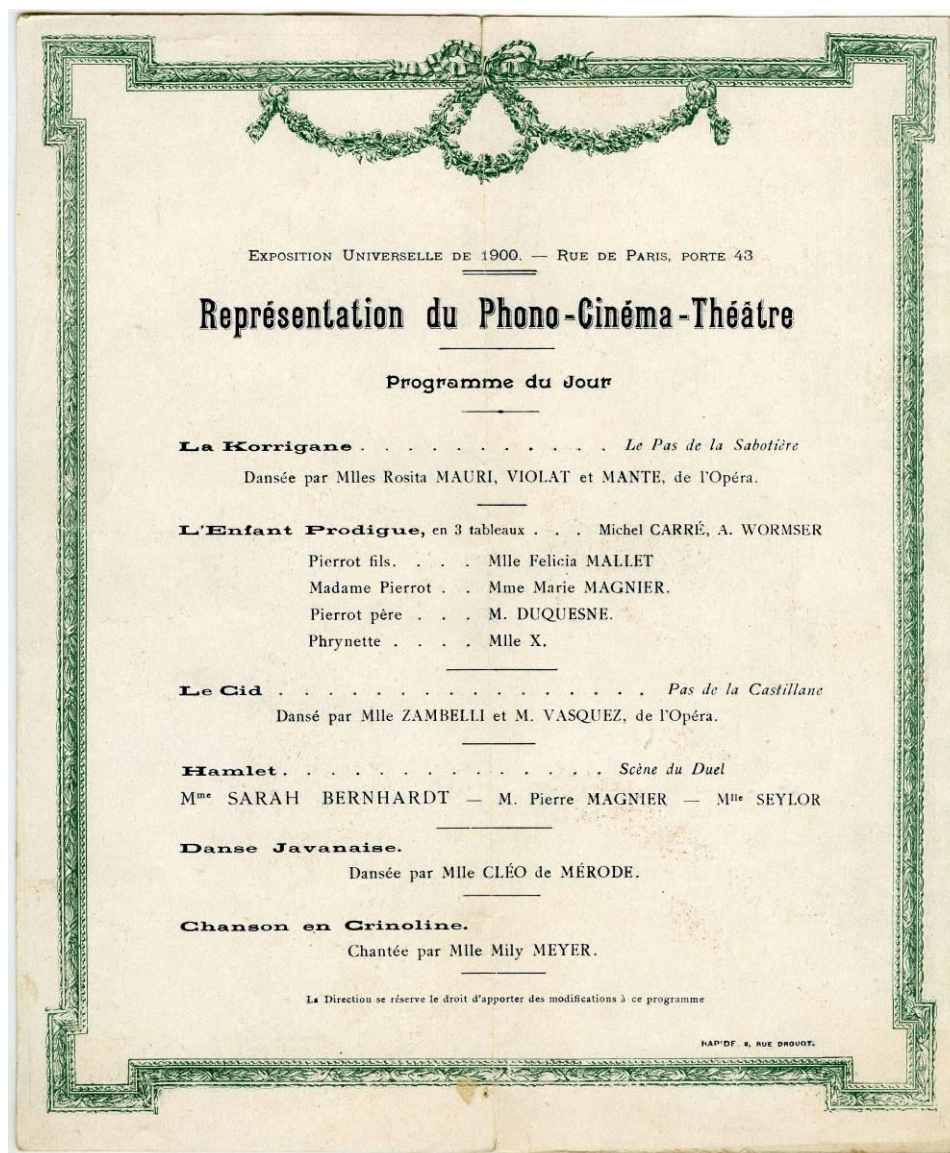 Exposition Universelle de 1900. — Rue de Paris, porte 43
Représentation du Phono-Cinéma-Théâtre
Programme du Jour
La Korrigane . . . . . . . . . . . Le Pas de la Sabotière
Dansée par Mlles Rosita MAURI, VIOLAT et MANTE, de l'Opéra.
L'Enfant Prodigue, en 3 tableaux . . . Michel CARRÉ, A. WORMSER
Pierrot fils. . . . Mlle Felicia MALLET
Madame Pierrot . . Mme Marie MAGNIER.
Pierrot père . . . M. DUQUESNE.
Phrynette . . . . Mlle X.
Le Cid . . . . . . . . . . . . . . . . Pas de la Castillane
Dansé par Mlle ZAMBELLI et M. VASQUEZ, de l'Opéra.
Hamlet. . . . . . . . . . . . . . Scène du Duel
Mme SARAH BERNHARDT — M. Pierre MAGNIER — Mlle SEYLOR
Danse Javanaise.
Dansée par Mlle CLÉO de MÉRODE.
Chanson en Crinoline.
Chantée par Mlle Mily MEYER.
La Direction se réserve le droit d'apporter des modifications à ce programme
RAP'DE. 8, RUE DROUOT.